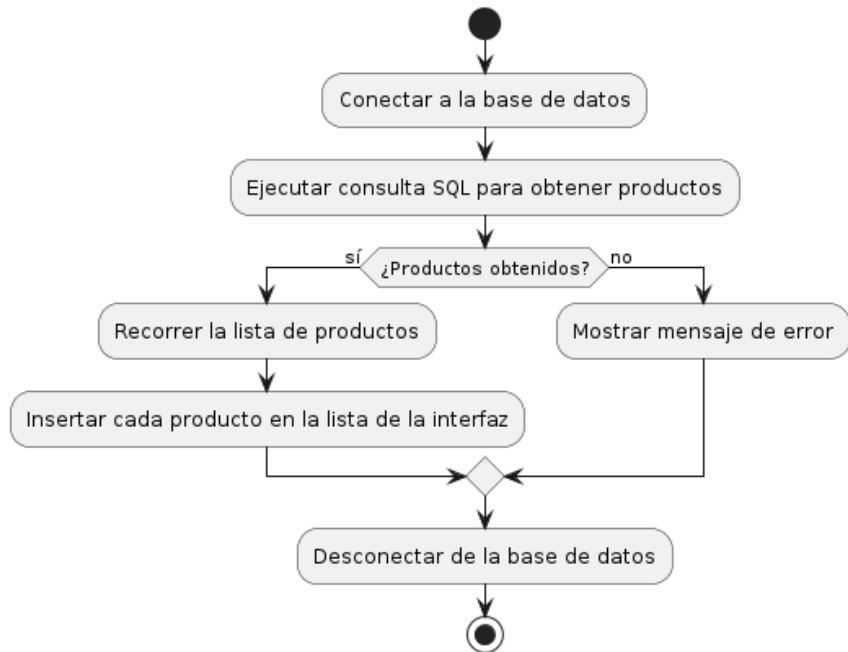 Conectar a la base de datos
Ejecutar consulta SQL para obtener productos
sí
¿Productos obtenidos?
no
Recorrer la lista de productos
Mostrar mensaje de error
Insertar cada producto en la lista de la interfaz
Desconectar de la base de datos